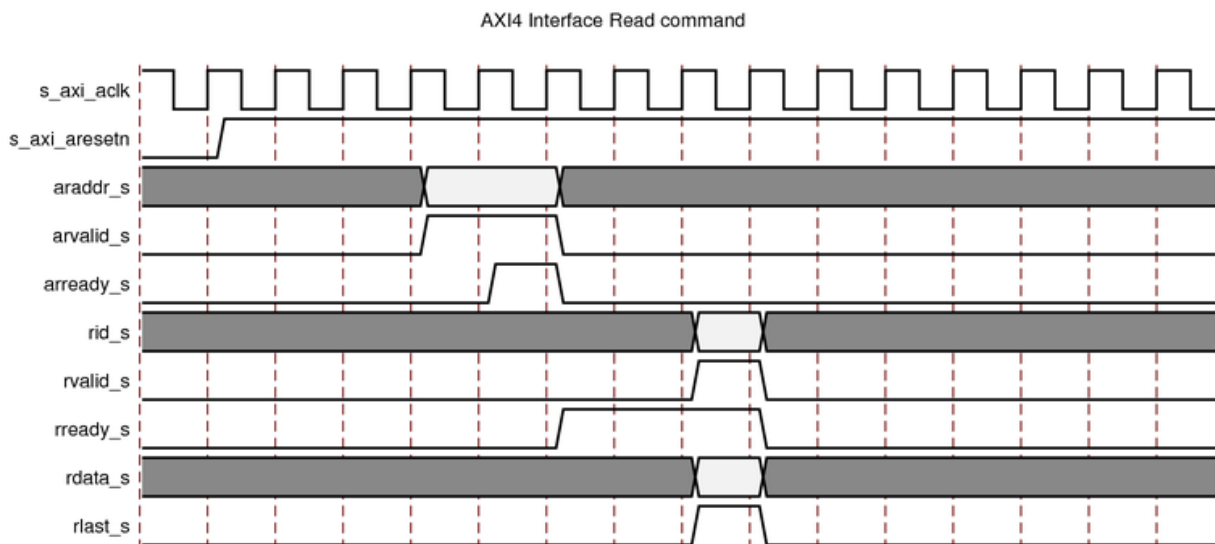 AXI4 Interface Read command
s_axi_aclk
s_axi_aresetn
araddr_s
arvalid_s
arready_s
rid_s
rvalid_s
rready_s
rdata_s
rlast_s